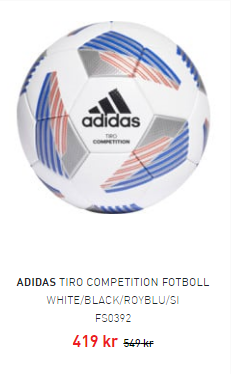 adidas
TIRO
COMPETITION
ADIDAS TIRO COMPETITION FOTBOLL
WHITE/BLACK/ROYBLU/SI
FS0392
419 kr 549 kr